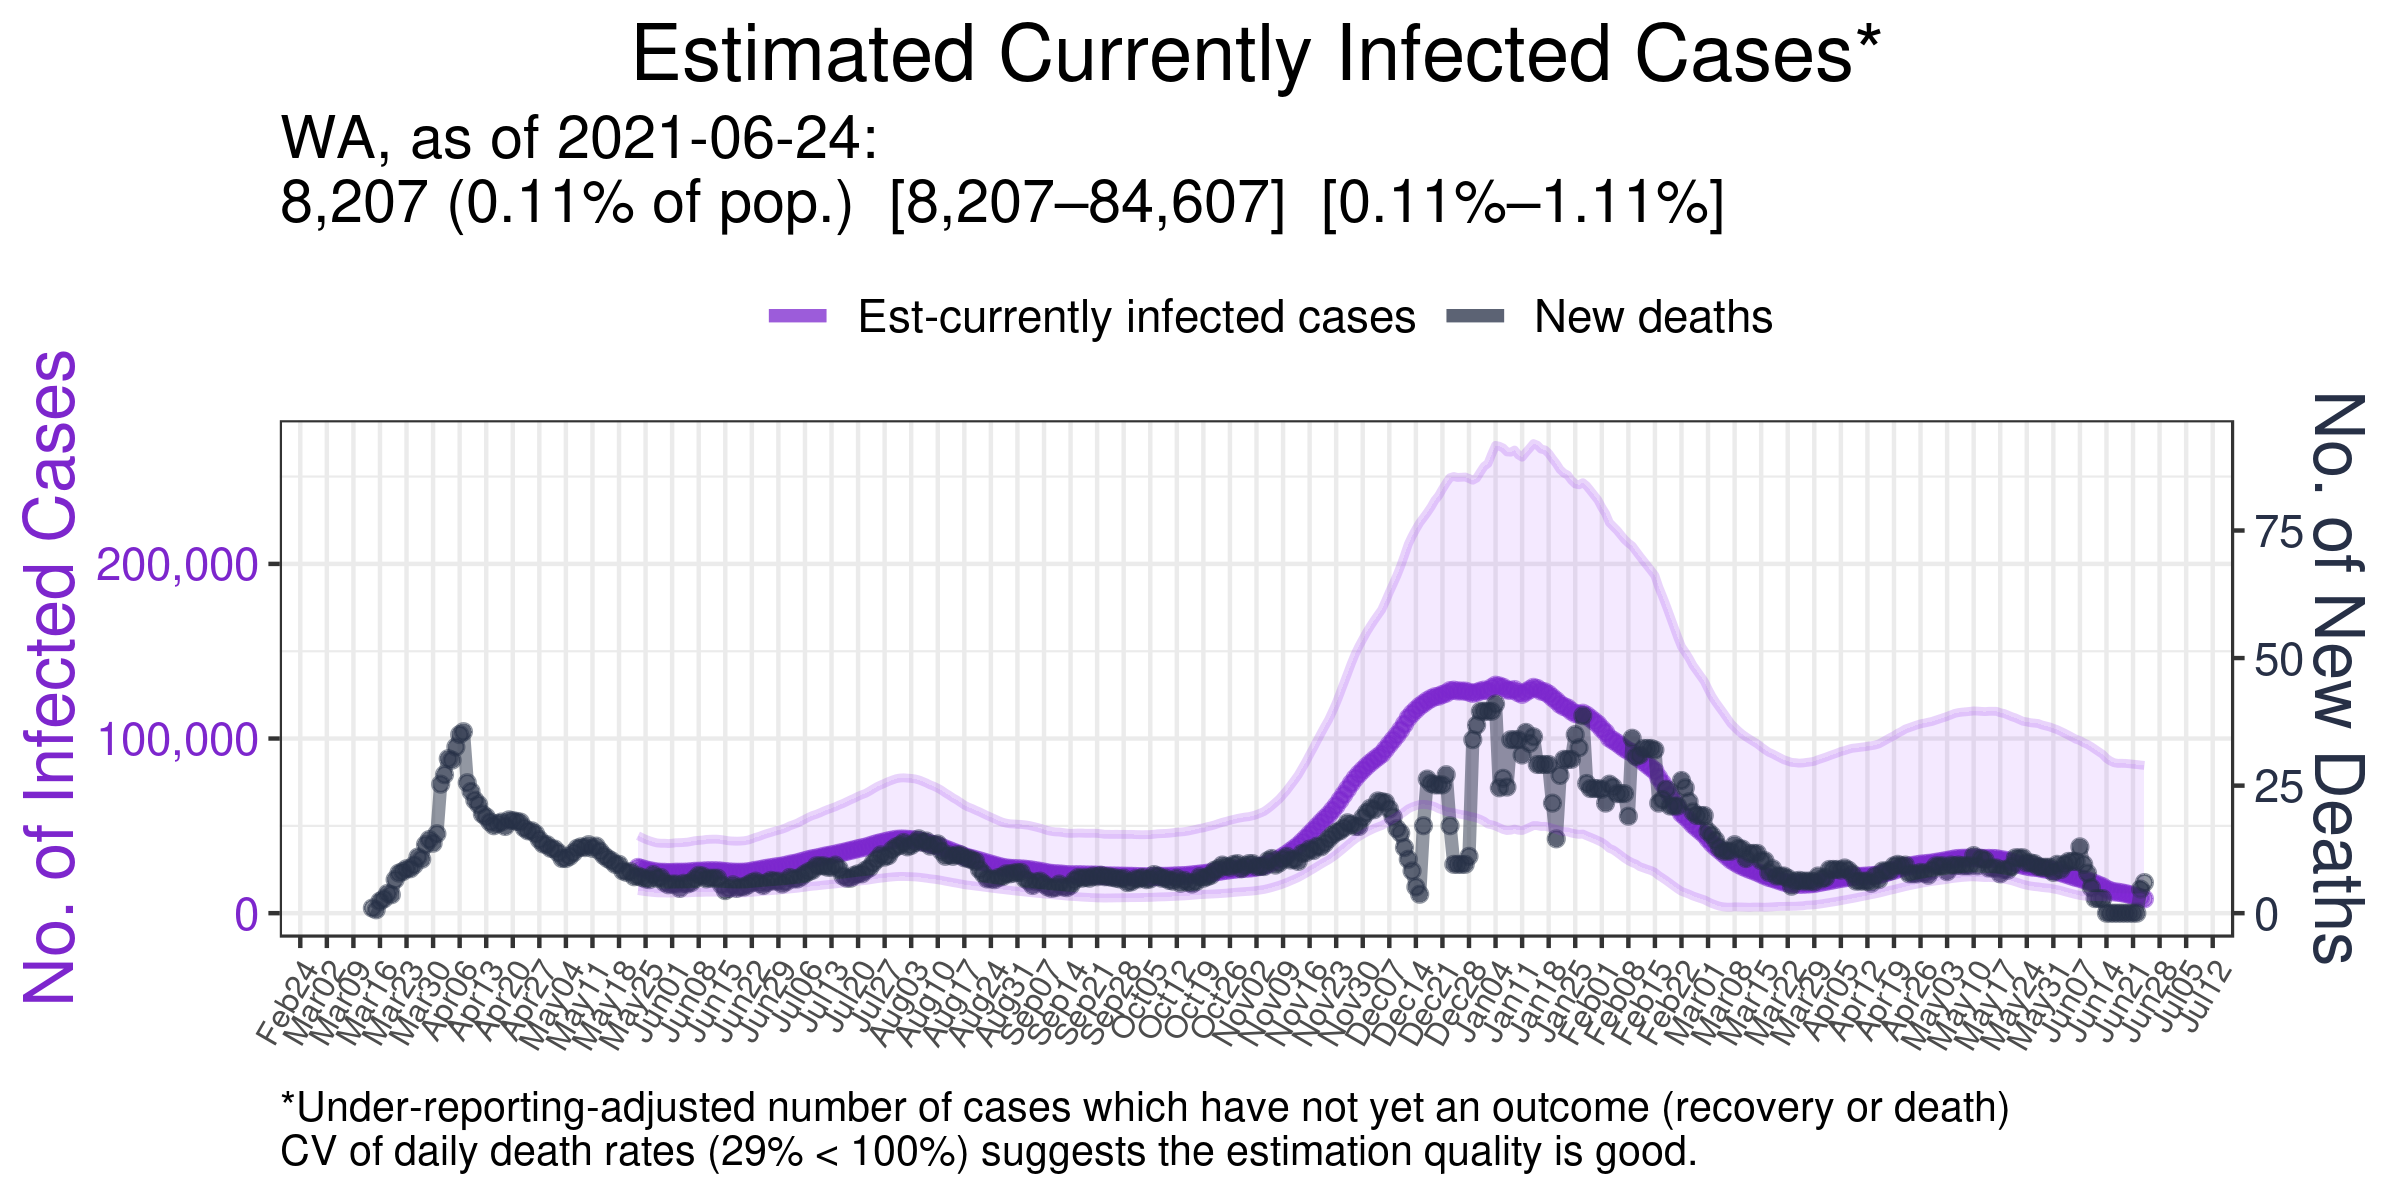 Estimated Currently Infected Cases*
WA, as of 2021-06-24:
8,207 (0.11% of pop.) [8,207–84,607] [0.11%–1.11%]
Est-currently infected cases New deaths
No. of Infected Cases
200,000
100,000
0
75
50
25
0
No. of New Deaths
Feb24
Mar02
Mar09
Mar16
Mar23
Mar30
Apr06
Apr13
Apr20
Apr27
May04
May11
May18
May25
Jun01
Jun08
Jun15
Jun22
Jun29
Jul06
Jul13
Jul20
Jul27
Aug03
Aug10
Aug17
Aug24
Aug31
Sep07
Sep14
Sep21
Sep28
Oct05
Oct12
Oct19
Oct26
Nov02
Nov09
Nov16
Nov23
Nov30
Dec07
Dec14
Dec21
Dec28
Jan04
Jan11
Jan18
Jan25
Feb01
Feb08
Feb15
Feb22
Mar01
Mar08
Mar15
Mar22
Mar29
Apr05
Apr12
Apr19
Apr26
May03
May10
May17
May24
May31
Jun07
Jun14
Jun21
Jun28
Jul05
Jul12
*Under-reporting-adjusted number of cases which have not yet an outcome (recovery or death)
CV of daily death rates (29% < 100%) suggests the estimation quality is good.